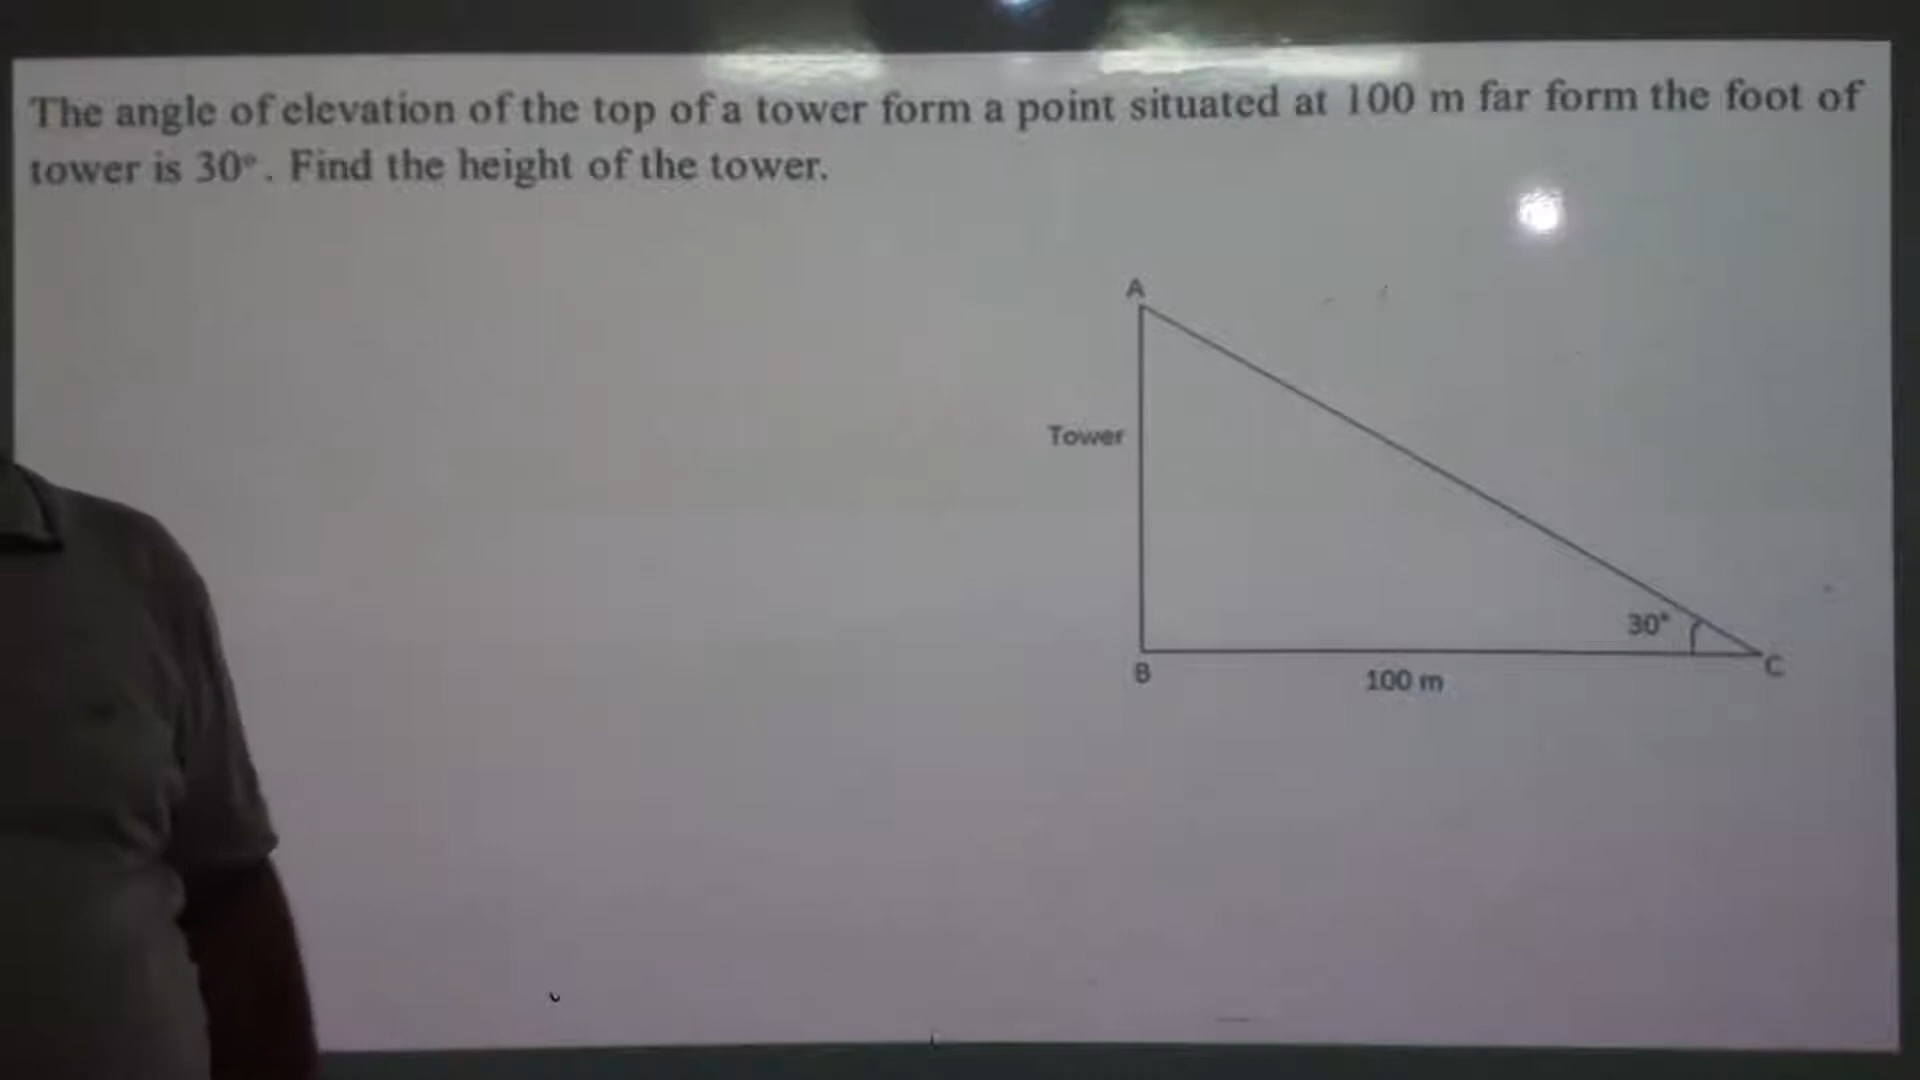 The angle of elevation of the top of a tower form a point situated at 100 m far form the foot of
tower is 30°. Find the height of the tower.
A
Tower
30°
B
100 m
C